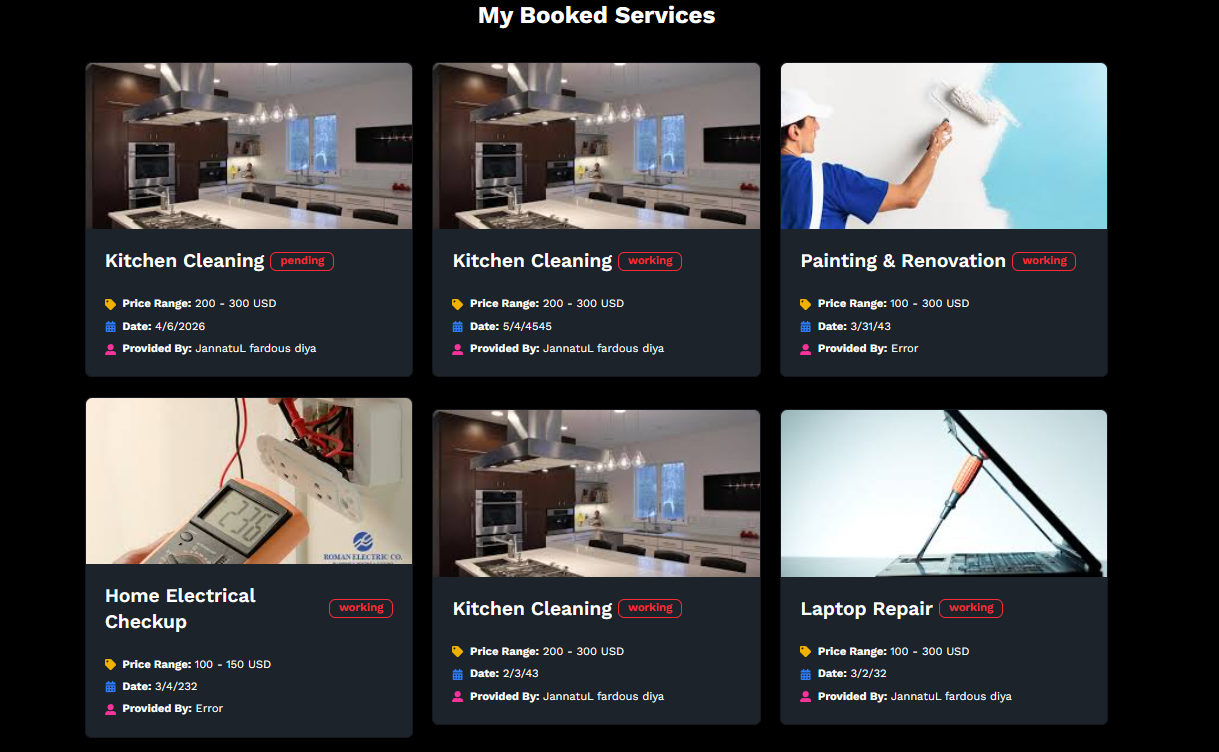 My Booked Services
Kitchen Cleaning pending
Price Range: 200 - 300 USD
Date: 4/6/2026
Provided By: JannatuL fardous diya
Kitchen Cleaning working
Price Range: 200 - 300 USD
Date: 5/4/4545
Provided By: JannatuL fardous diya
Painting & Renovation working
Price Range: 100 - 300 USD
Date: 3/31/43
Provided By: Error
236
ROMAN ELECTRIC CO.
Home Electrical
Checkup
working
Price Range: 100 - 150 USD
Date: 3/4/232
Provided By: Error
Kitchen Cleaning working
Price Range: 200 - 300 USD
Date: 2/3/43
Provided By: JannatuL fardous diya
Laptop Repair working
Price Range: 100 - 300 USD
Date: 3/2/32
Provided By: JannatuL fardous diya